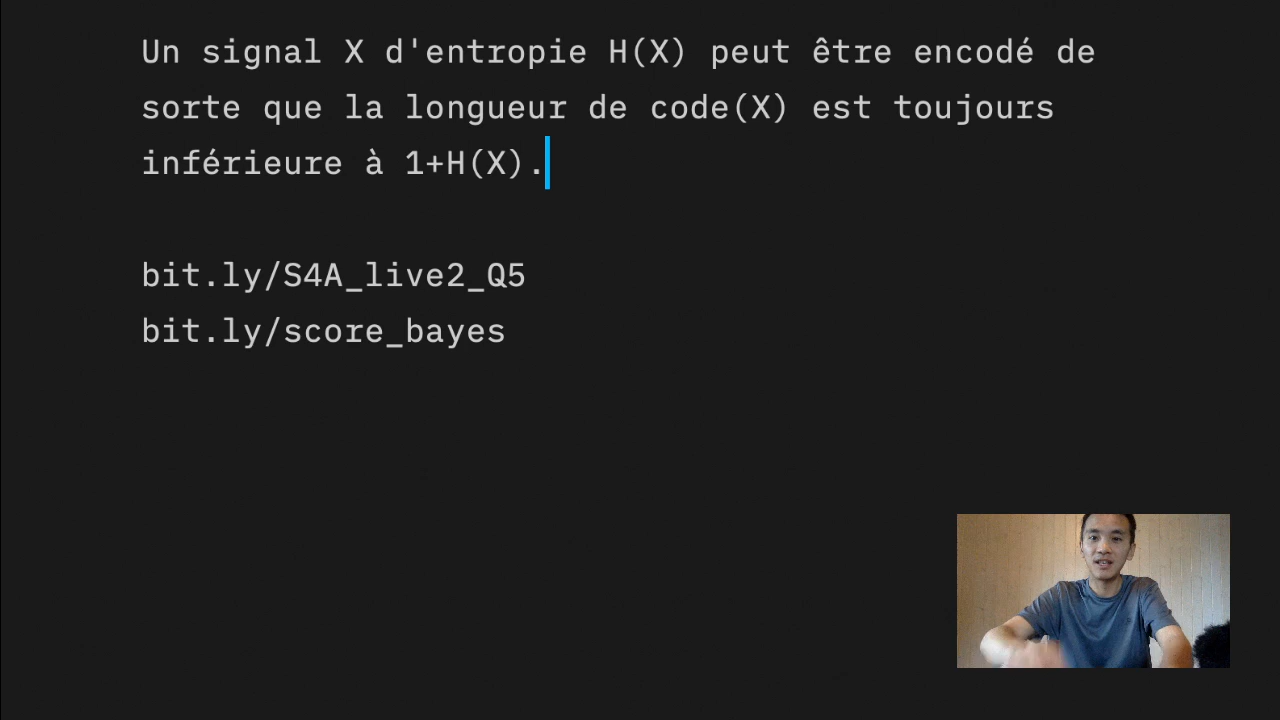 Un signal X d'entropie H(X) peut être encodé de
sorte que la longueur de code(X) est toujours
inférieure à 1+H(X).
bit.ly/S4A_live2_Q5
bit.ly/score_bayes